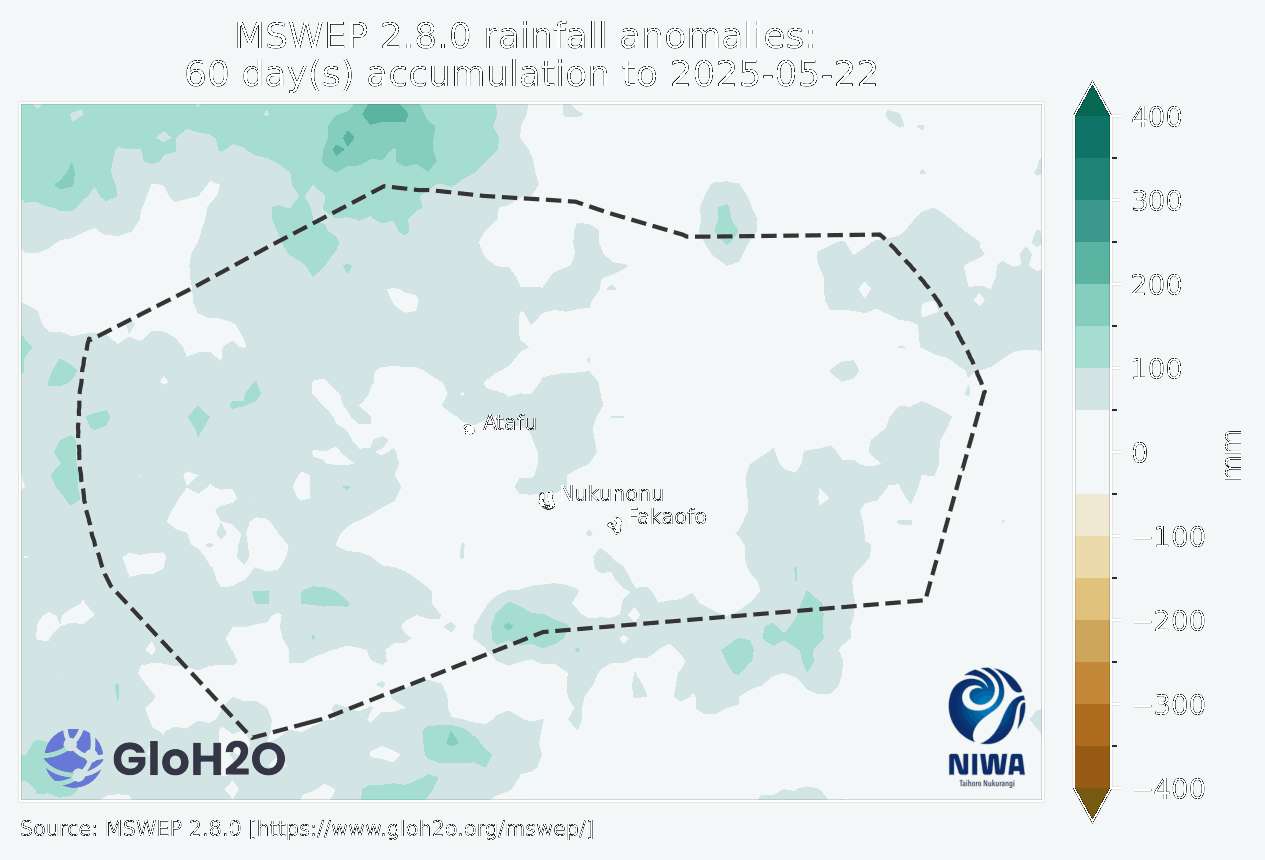 MSWEP 2.8.0 rainfall anomalies:
60 day(s) accumulation to 2025-05-22
400
300
200
100
0
−100
−200
−300
−400
mm
Atafu
Nukunonu
Fakaofo
GloH2O
NIWA
Taihoro Nukurangi
Source: MSWEP 2.8.0 [https://www.gloh2o.org/mswep/]